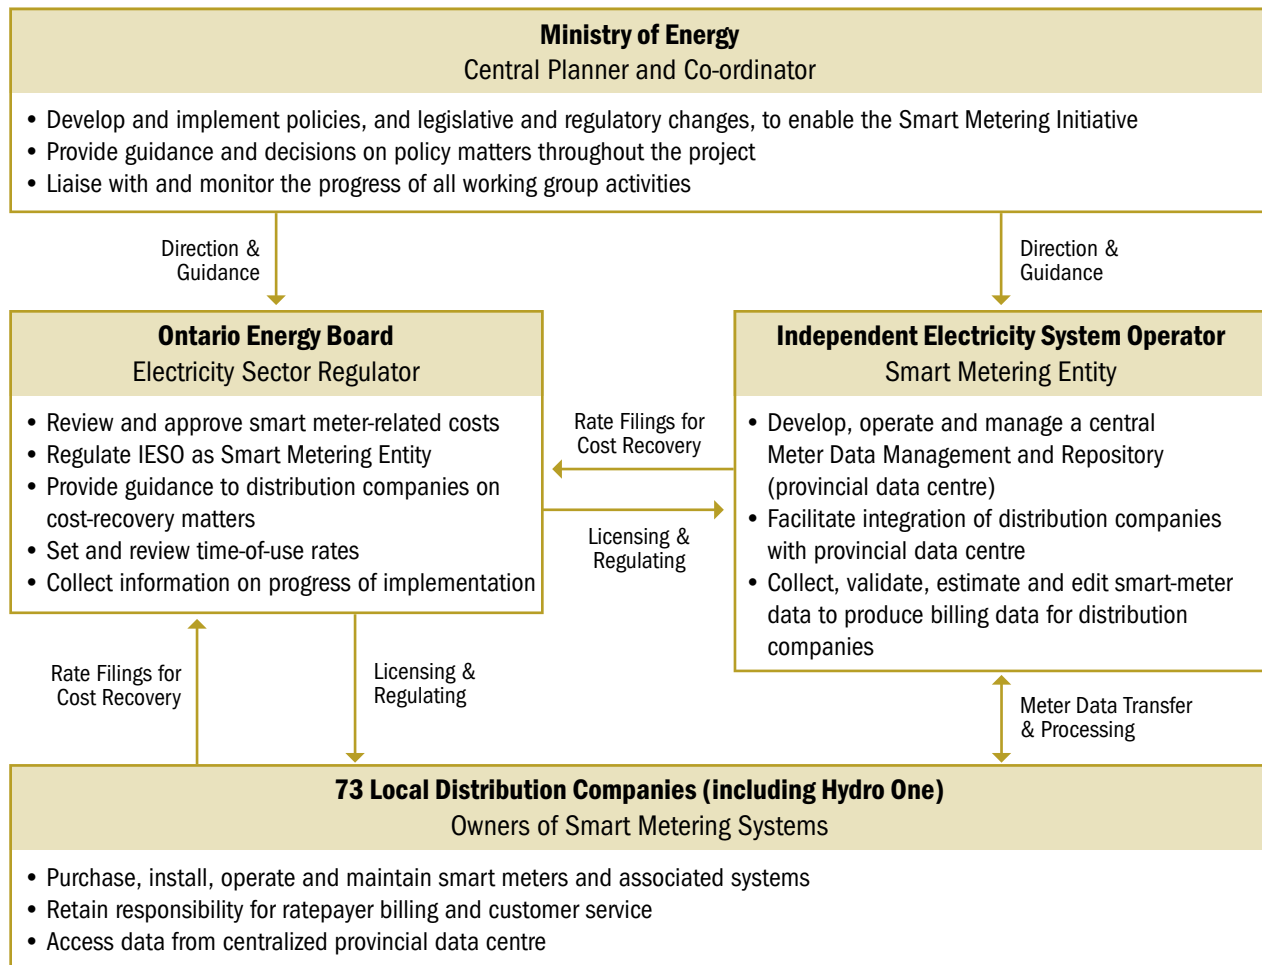 Ministry of Energy
Central Planner and Co-ordinator
• Develop and implement policies, and legislative and regulatory changes, to enable the Smart Metering Initiative
• Provide guidance and decisions on policy matters throughout the project
• Liaise with and monitor the progress of all working group activities
Direction &
Guidance
Direction &
Guidance
Ontario Energy Board
Electricity Sector Regulator
• Review and approve smart meter-related costs
• Regulate IESO as Smart Metering Entity
• Provide guidance to distribution companies on
cost-recovery matters
• Set and review time-of-use rates
• Collect information on progress of implementation
Rate Filings for
Cost Recovery
Licensing &
Regulating
Independent Electricity System Operator
Smart Metering Entity
• Develop, operate and manage a central
Meter Data Management and Repository
(provincial data centre)
• Facilitate integration of distribution companies
with provincial data centre
• Collect, validate, estimate and edit smart-meter
data to produce billing data for distribution
companies
Rate Filings for
Cost Recovery
Licensing &
Regulating
Meter Data Transfer
& Processing
73 Local Distribution Companies (including Hydro One)
Owners of Smart Metering Systems
• Purchase, install, operate and maintain smart meters and associated systems
• Retain responsibility for ratepayer billing and customer service
• Access data from centralized provincial data centre